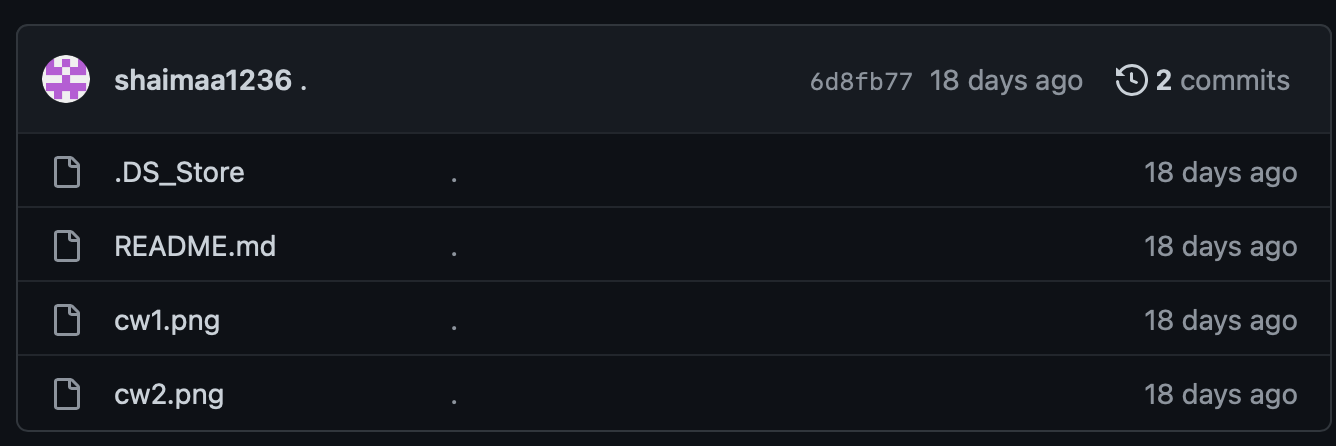 shaimaa1236 . 6d8fb77 18 days ago 2 commits
.DS_Store . 18 days ago
README.md . 18 days ago
cw1.png . 18 days ago
cw2.png . 18 days ago